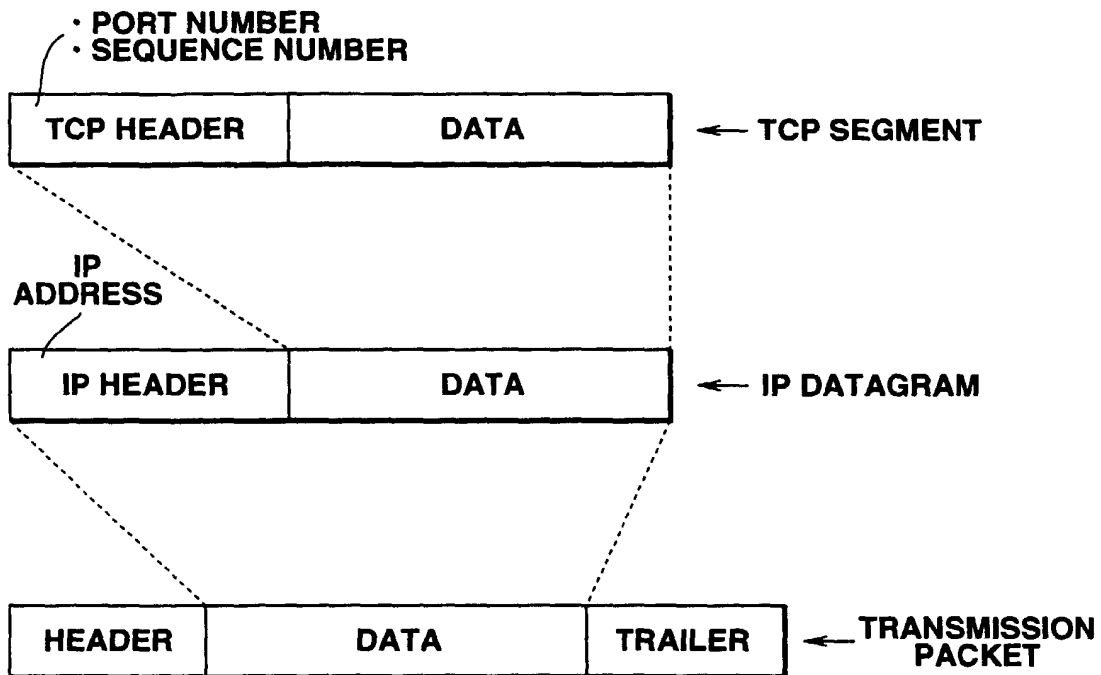 · PORT NUMBER
· SEQUENCE NUMBER
TCP HEADER DATA ← TCP SEGMENT
IP
ADDRESS
IP HEADER DATA ← IP DATAGRAM
HEADER DATA TRAILER ← TRANSMISSION
PACKET